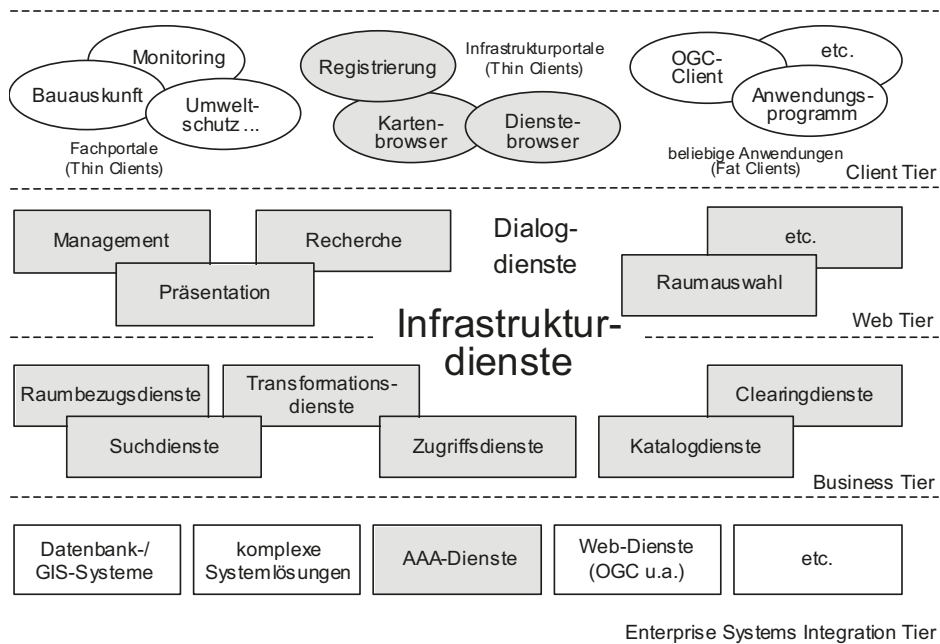 Monitoring
Bauauskunft
Umwelt-
schutz ...
Fachportale
(Thin Clients)
Registrierung
Karten-
browser
Dienste-
browser
Infrastrukturportale
(Thin Clients)
OGC-
Client
etc.
Anwendungs-
programm
beliebige Anwendungen
(Fat Clients)
Client Tier
Management
Präsentation
Recherche
Dialog-
dienste
etc.
Raumauswahl
Web Tier
Infrastruktur-
dienste
Raumbezugsdienste
Suchdienste
Transformations-
dienste
Zugriffsdienste
Katalogdienste
Clearingdienste
Business Tier
Datenbank-/
GIS-Systeme
komplexe
Systemlösungen
AAA-Dienste
Web-Dienste
(OGC u.a.)
etc.
Enterprise Systems Integration Tier